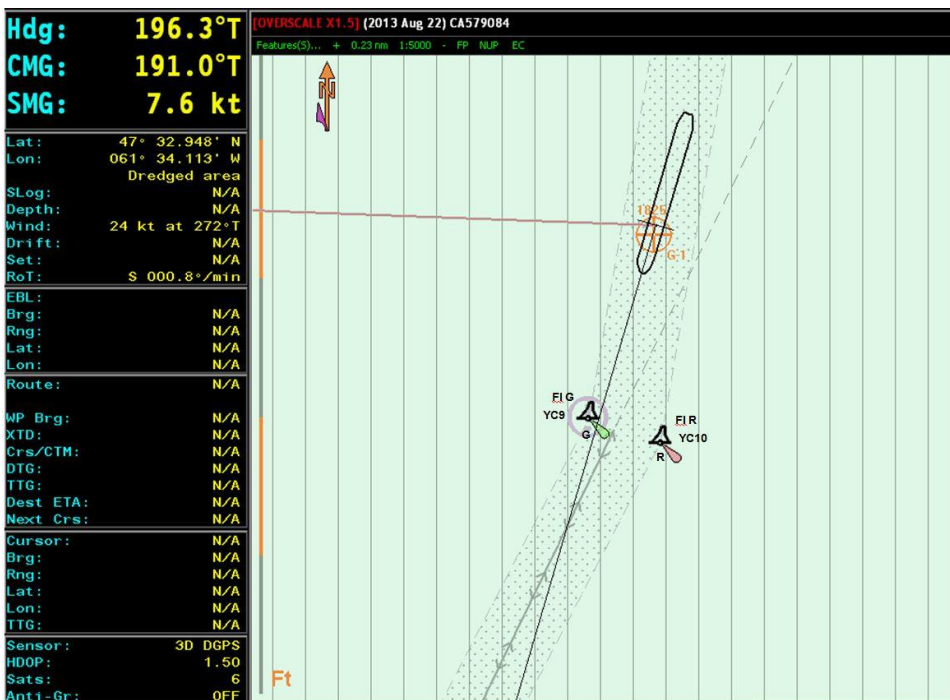 Hdg: 196.3°T
CMG: 191.0°T
SMG: 7.6 kt
Lat: 47° 32.948' N
Lon: 061° 34.113' W
Dredged area
SLog: N/A
Depth: N/A
Wind: 24 kt at 272°T
Drift: N/A
Set: N/A
RoT: S 000.8°/min
EBL:
Brg: N/A
Rng: N/A
Lat: N/A
Lon: N/A
Route: N/A
WP Brg: N/A
XTD: N/A
Crs/CTM: N/A
DTG: N/A
TTG: N/A
Dest ETA: N/A
Next Crs: N/A
Cursor: N/A
Brg: N/A
Rng: N/A
Lat: N/A
Lon: N/A
TTG: N/A
Sensor: 3D DGPS
HDOP: 1.50
Sats: 6
Anti-Gr: OFF
[OVERSCALE X1.5] (2013 Aug 22) CA579084
Features(S)... + 0.23 nm 1:5000 - FP NUP EC
N
1825
G-1
Fl G
YC9
G
Fl R
YC10
R
Ft